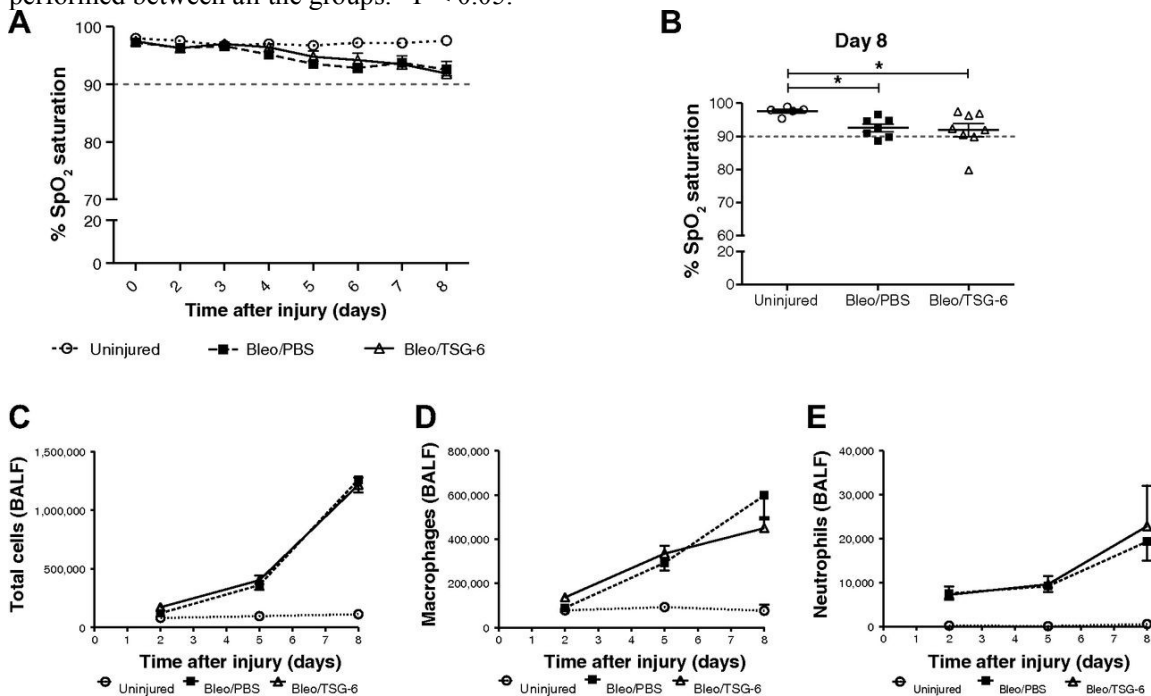 performed between all the groups. *P < 0.05.
A
100
90
80
70
20
0
% SpO2 saturation
0 2 3 4 5 6 7 8
Time after injury (days)
Uninjured Bleo/PBS Bleo/TSG-6
B
Day 8
* *
100
90
80
70
60
20
0
% SpO2 saturation
Uninjured Bleo/PBS Bleo/TSG-6
C
1,500,000
1,000,000
500,000
0
Total cells (BALF)
0 1 2 3 4 5 6 7 8
Time after injury (days)
Uninjured Bleo/PBS Bleo/TSG-6
D
800,000
600,000
400,000
200,000
0
Macrophages (BALF)
0 1 2 3 4 5 6 7 8
Time after injury (days)
Uninjured Bleo/PBS Bleo/TSG-6
E
40,000
30,000
20,000
10,000
0
Neutrophils (BALF)
0 1 2 3 4 5 6 7 8
Time after injury (days)
Uninjured Bleo/PBS Bleo/TSG-6